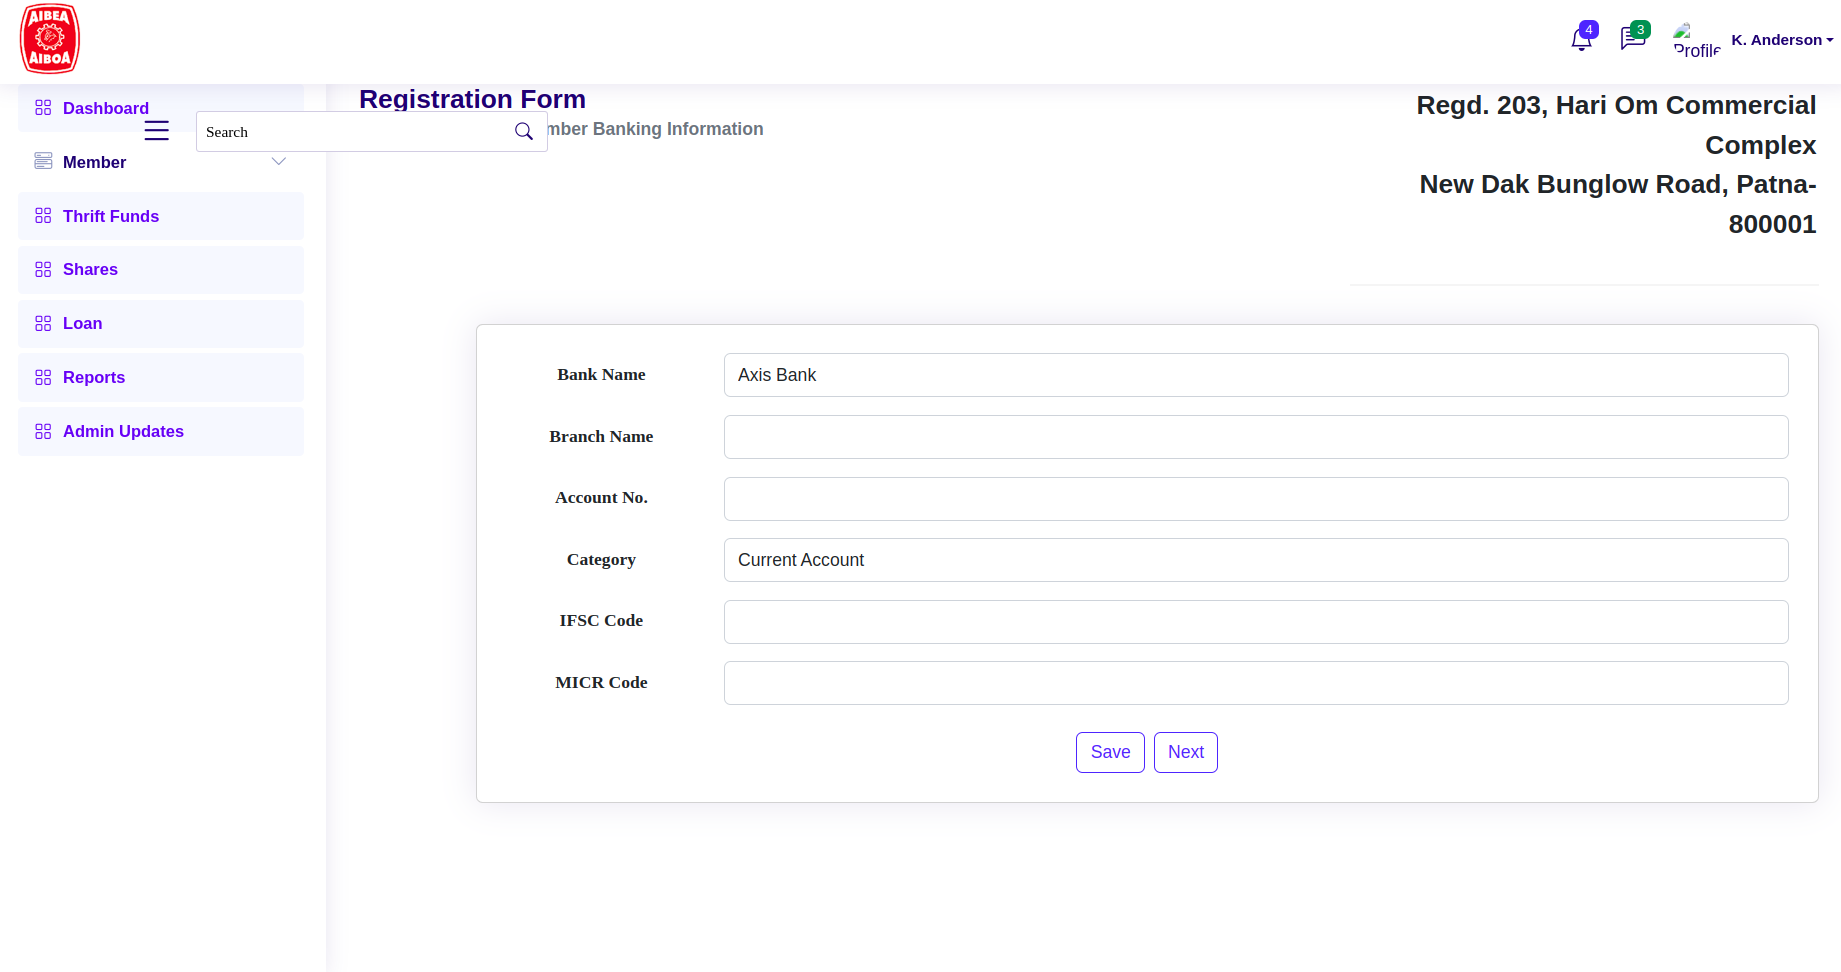 AIBEA
AIBOA
4
3
Profile
K. Anderson
Dashboard
Search
Member
Thrift Funds
Shares
Loan
Reports
Admin Updates
Registration Form
Banking Information
Regd. 203, Hari Om Commercial
Complex
New Dak Bunglow Road, Patna-
800001
Bank Name
Axis Bank
Branch Name
Account No.
Category
Current Account
IFSC Code
MICR Code
Save
Next